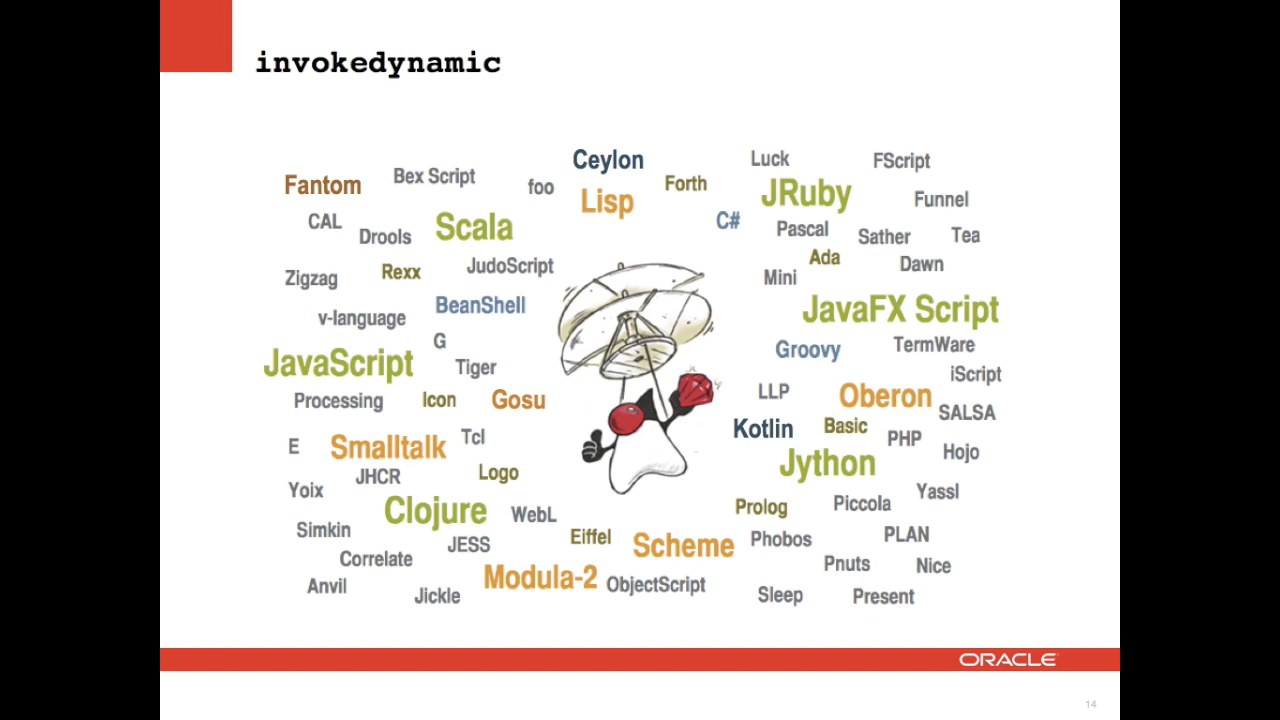 invokedynamic
Ceylon
Luck
FScript
Fantom
Bex Script
foo
Lisp
Forth
JRuby
Funnel
CAL
Drools
Scala
C#
Pascal
Sather
Tea
Zigzag
Rexx
JudoScript
Ada
Mini
Dawn
v-language
BeanShell
JavaFX Script
G
Groovy
TermWare
JavaScript
Tiger
iScript
Processing
Icon
Gosu
LLP
Oberon
SALSA
E
Smalltalk
Tcl
Kotlin
Basic
PHP
Hojo
JHCR
Logo
Jython
Yoix
Yassl
Clojure
WebL
Prolog
Piccola
Simkin
JESS
Eiffel
Scheme
Phobos
PLAN
Correlate
Modula-2
ObjectScript
Pnuts
Nice
Anvil
Jickle
Sleep
Present
ORACLE
14